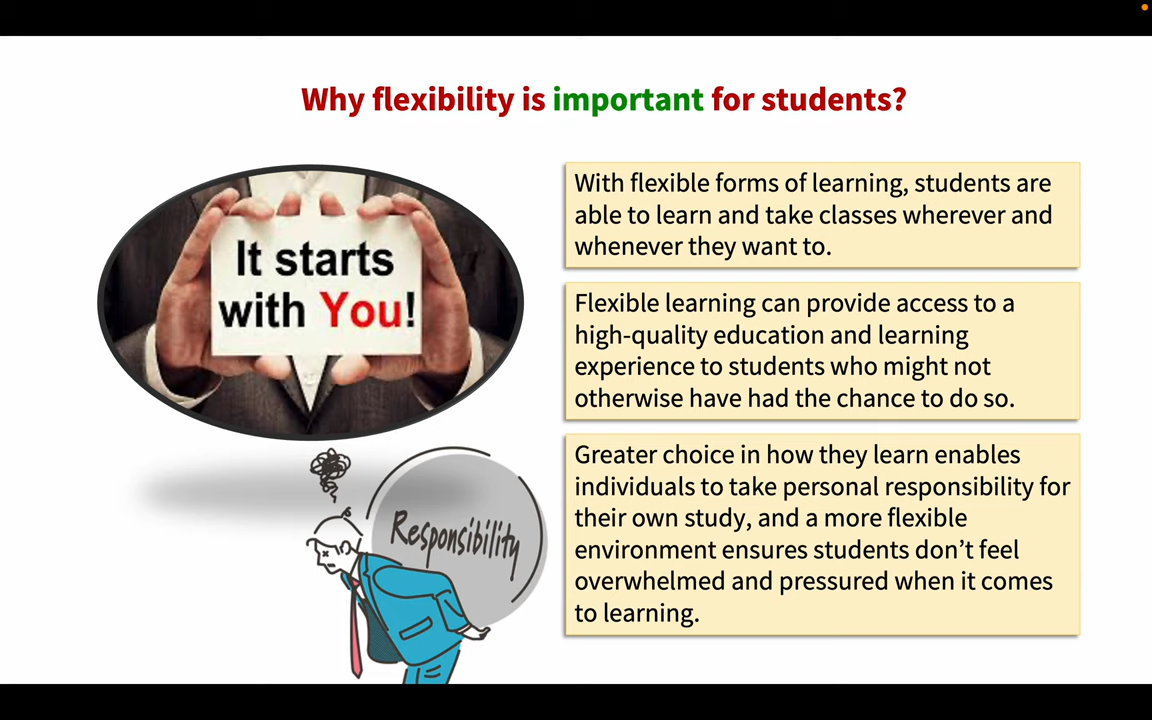 Why flexibility is important for students?
It starts
with You!
With flexible forms of learning, students are
able to learn and take classes wherever and
whenever they want to.
Flexible learning can provide access to a
high-quality education and learning
experience to students who might not
otherwise have had the chance to do so.
Greater choice in how they learn enables
individuals to take personal responsibility for
their own study, and a more flexible
environment ensures students don’t feel
overwhelmed and pressured when it comes
to learning.
Responsibility